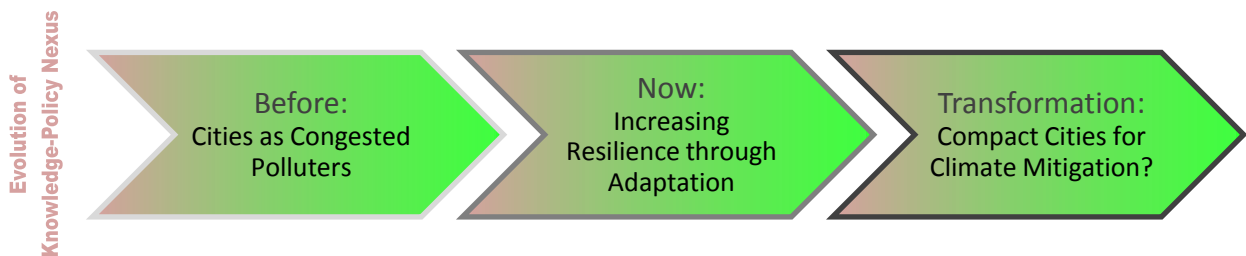 Evolution of
Knowledge-Policy Nexus
Before:
Cities as Congested
Polluters
Now:
Increasing
Resilience through
Adaptation
Transformation:
Compact Cities for
Climate Mitigation?